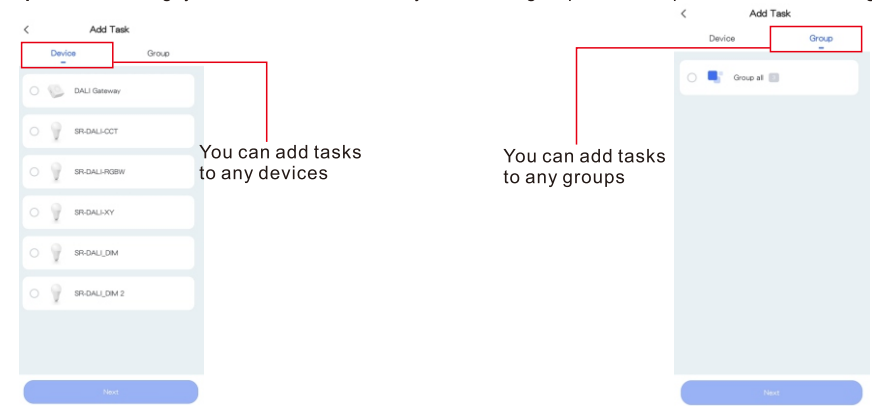 Add Task
Device
Group
DALI Gateway
SR-DALI-CCT
SR-DALI-RGBW
SR-DALI-XY
SR-DALI_DIM
SR-DALI_DIM 2
Next
You can add tasks
to any devices
You can add tasks
to any groups
Add Task
Device
Group
Group all
Next